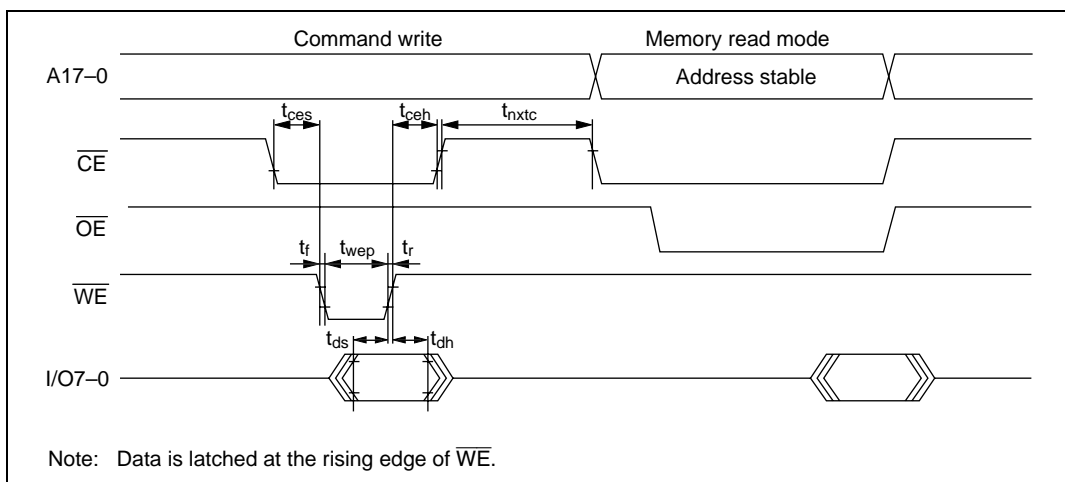 Command write Memory read mode
A17–0 Address stable
tces tceh tnxtc
CE
OE
tf twep tr
WE
tds tdh
I/O7–0
Note: Data is latched at the rising edge of WE.